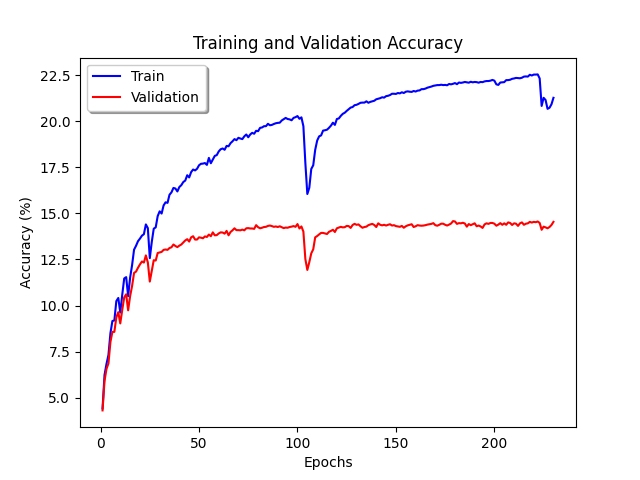 Training and Validation Accuracy
Train
Validation
22.5
20.0
17.5
15.0
12.5
10.0
7.5
5.0
Accuracy (%)
0 50 100 150 200
Epochs